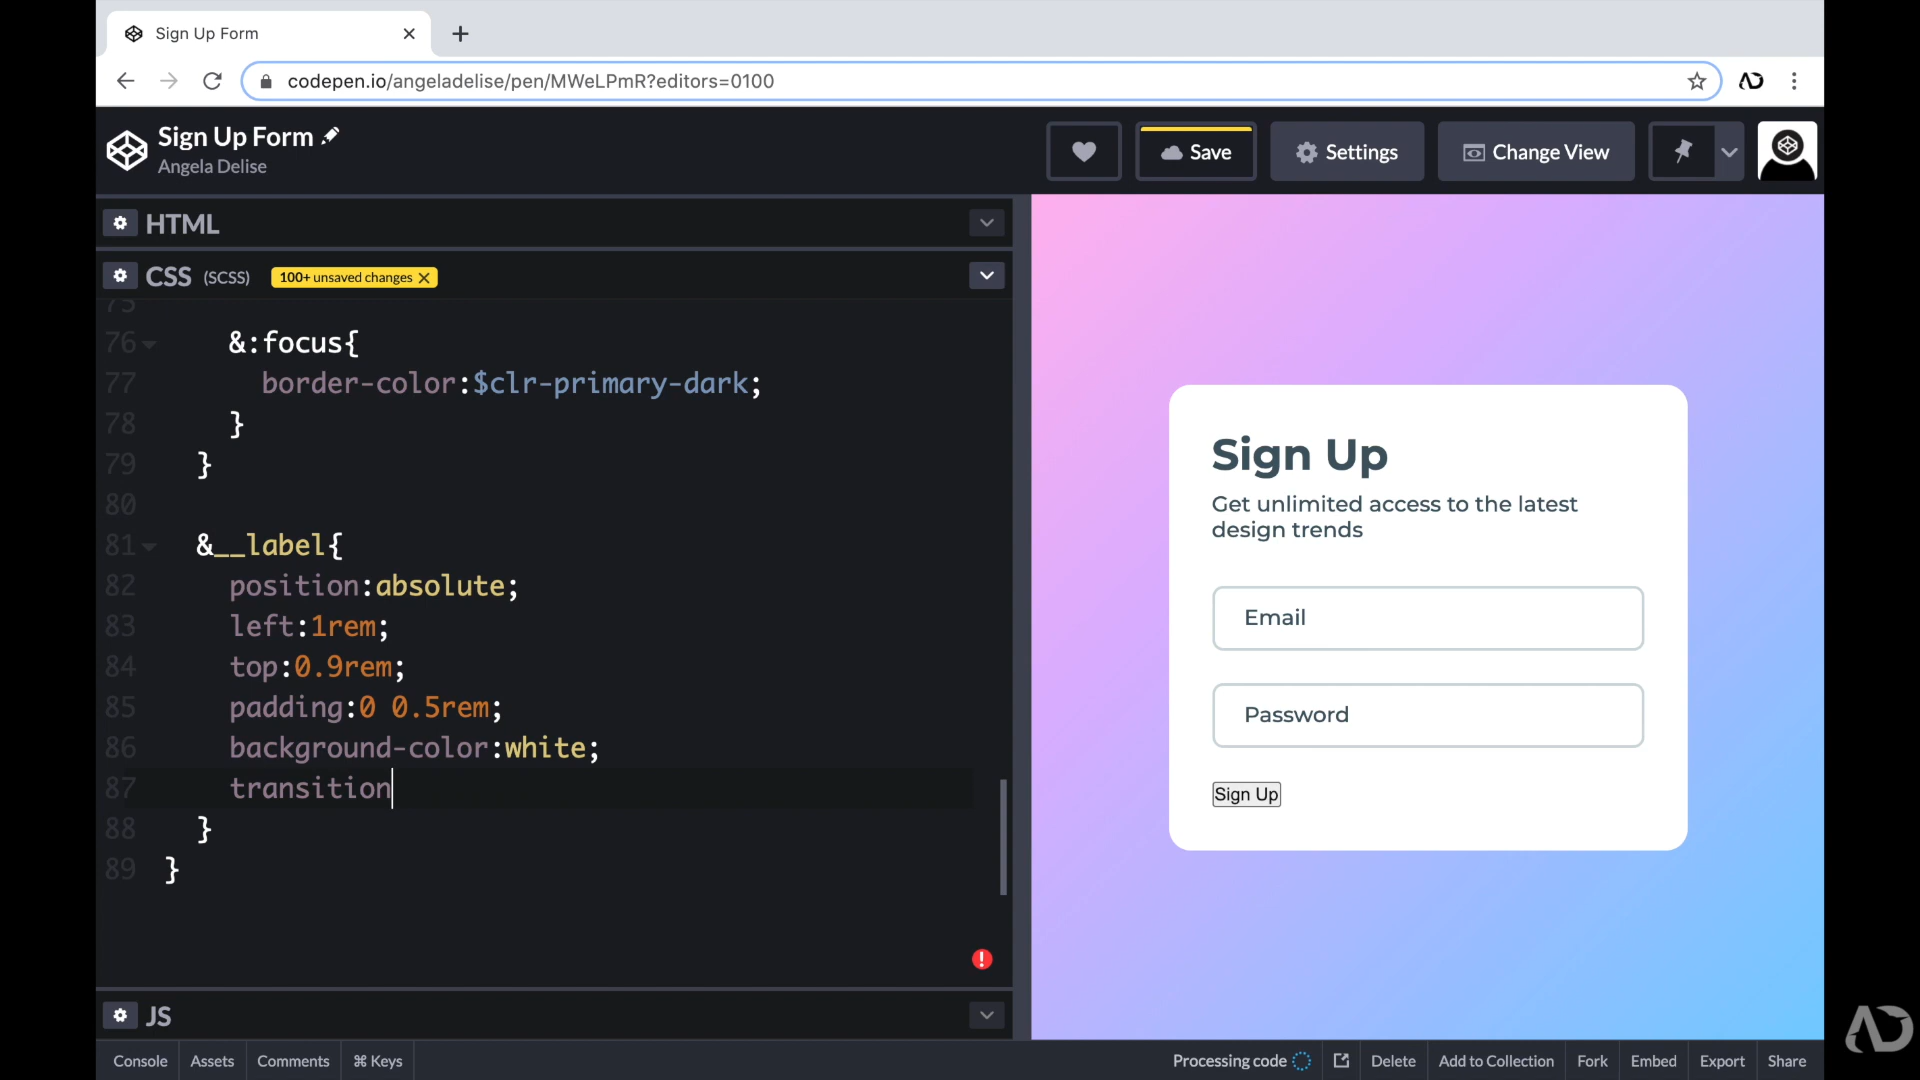 Sign Up Form
codepen.io/angeladelise/pen/MWeLPmR?editors=0100
Sign Up Form
Angela Delise
Save
Settings
Change View
HTML
CSS (SCSS) 100+ unsaved changes
75
76 &:focus{
77 border-color:$clr-primary-dark;
78 }
79 }
80
81 &__label{
82 position:absolute;
83 left:1rem;
84 top:0.9rem;
85 padding:0 0.5rem;
86 background-color:white;
87 transition
88 }
89 }
JS
Sign Up
Get unlimited access to the latest
design trends
Email
Password
Sign Up
Console Assets Comments ⌘ Keys Processing code Delete Add to Collection Fork Embed Export Share